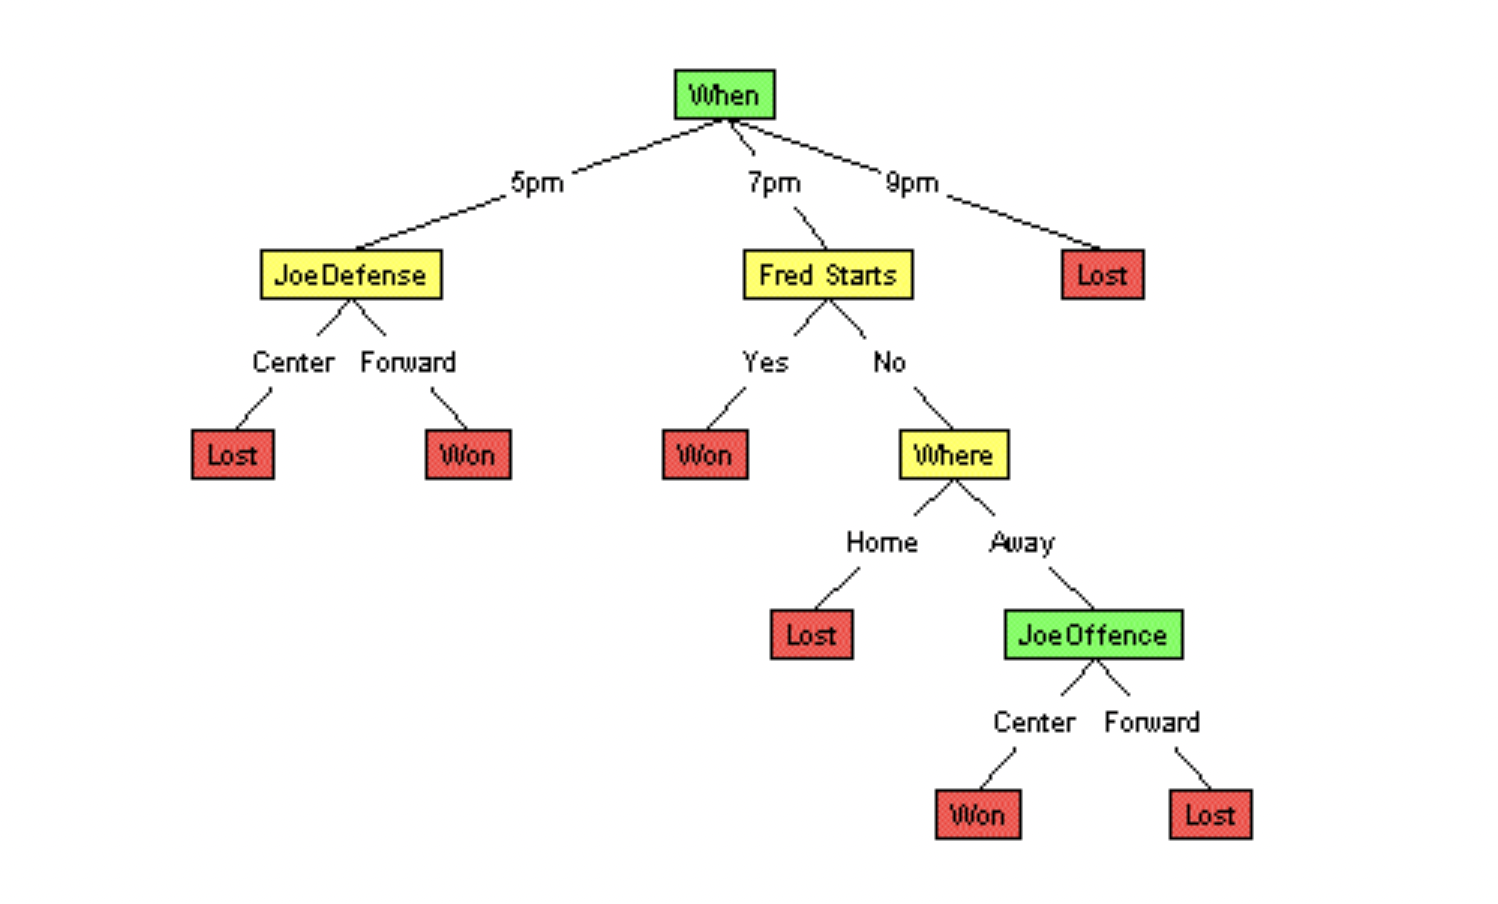 When
5pm 7pm 9pm
JoeDefense Fred Starts Lost
Center Forward Yes No
Lost Won Won Where
Home Away
Lost JoeOffence
Center Forward
Won Lost